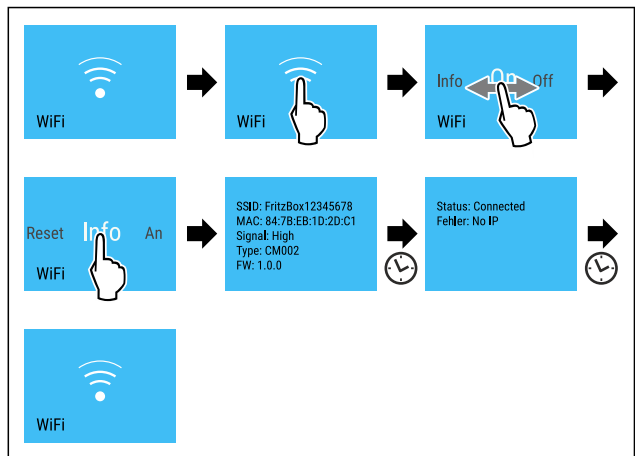 WiFi
WiFi
Info On Off
WiFi
Reset Info An
WiFi
SSID: FritzBox12345678
MAC: 84:7B:EB:1D:2D:C1
Signal: High
Type: CM002
FW: 1.0.0
Status: Connected
Fehler: No IP
WiFi